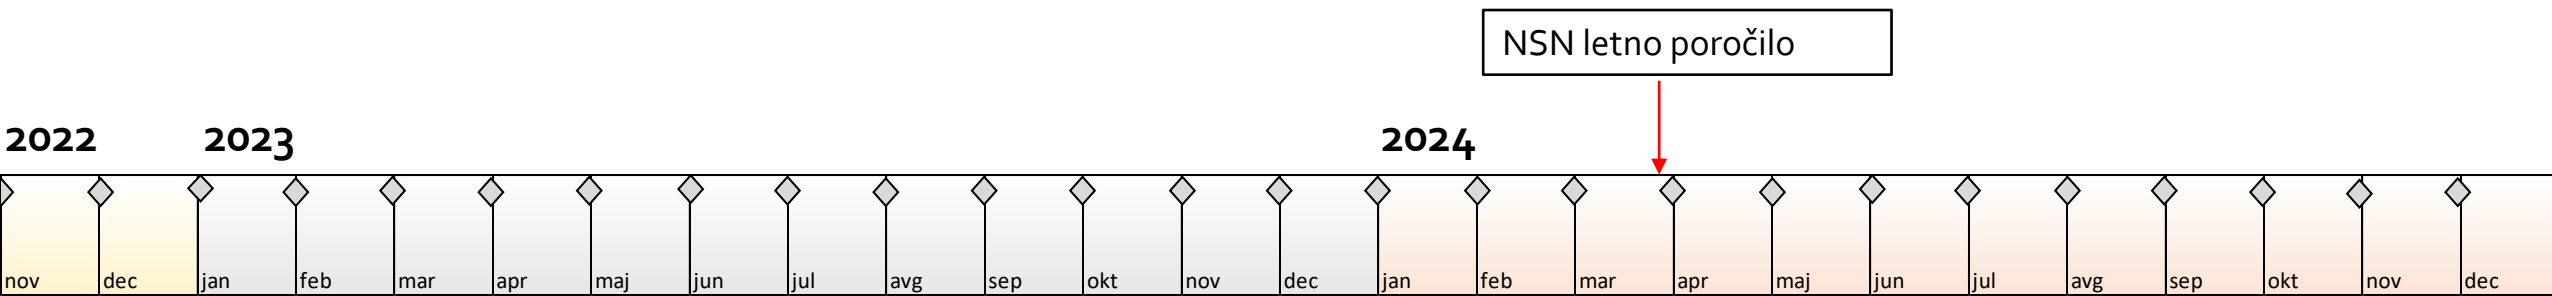 NSN letno poročilo
2022 2023 2024
nov dec jan feb mar apr maj jun jul avg sep okt nov dec jan feb mar apr maj jun jul avg sep okt nov dec